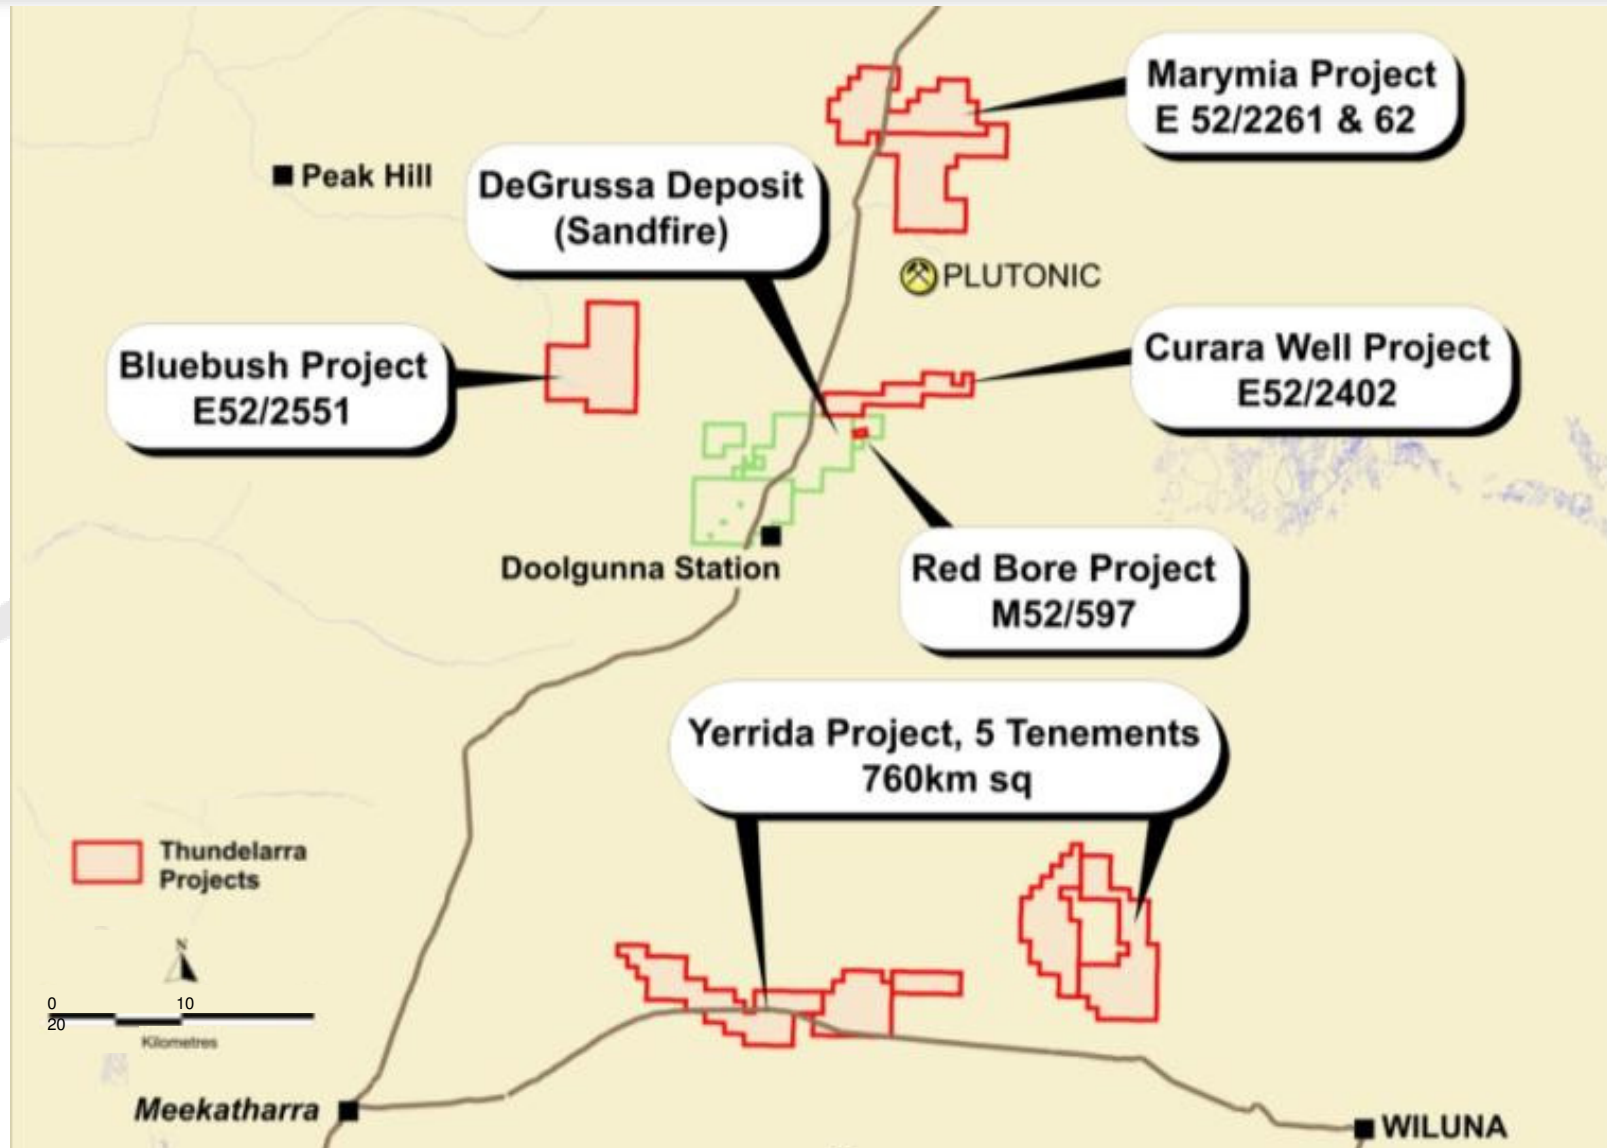 Marymia Project
E 52/2261 & 62
Peak Hill
DeGrussa Deposit
(Sandfire)
PLUTONIC
Bluebush Project
E52/2551
Curara Well Project
E52/2402
Doolgunna Station
Red Bore Project
M52/597
Yerrida Project, 5 Tenements
760km sq
Thundelarra
Projects
N
0 10
20
Kilometres
Meekatharra
WILUNA